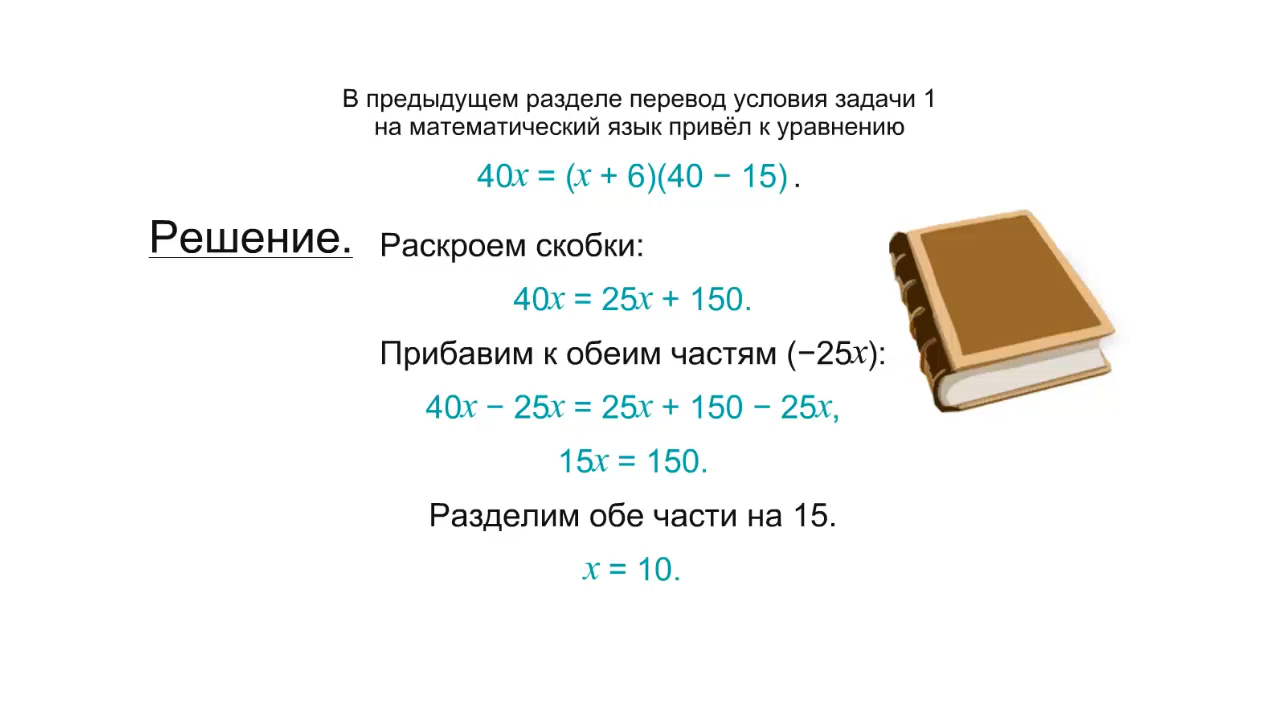 В предыдущем разделе перевод условия задачи 1
на математический язык привёл к уравнению
40x = (x + 6)(40 − 15) .
Решение.
Раскроем скобки:
40x = 25x + 150.
Прибавим к обеим частям (−25x):
40x − 25x = 25x + 150 − 25x,
15x = 150.
Разделим обе части на 15.
x = 10.